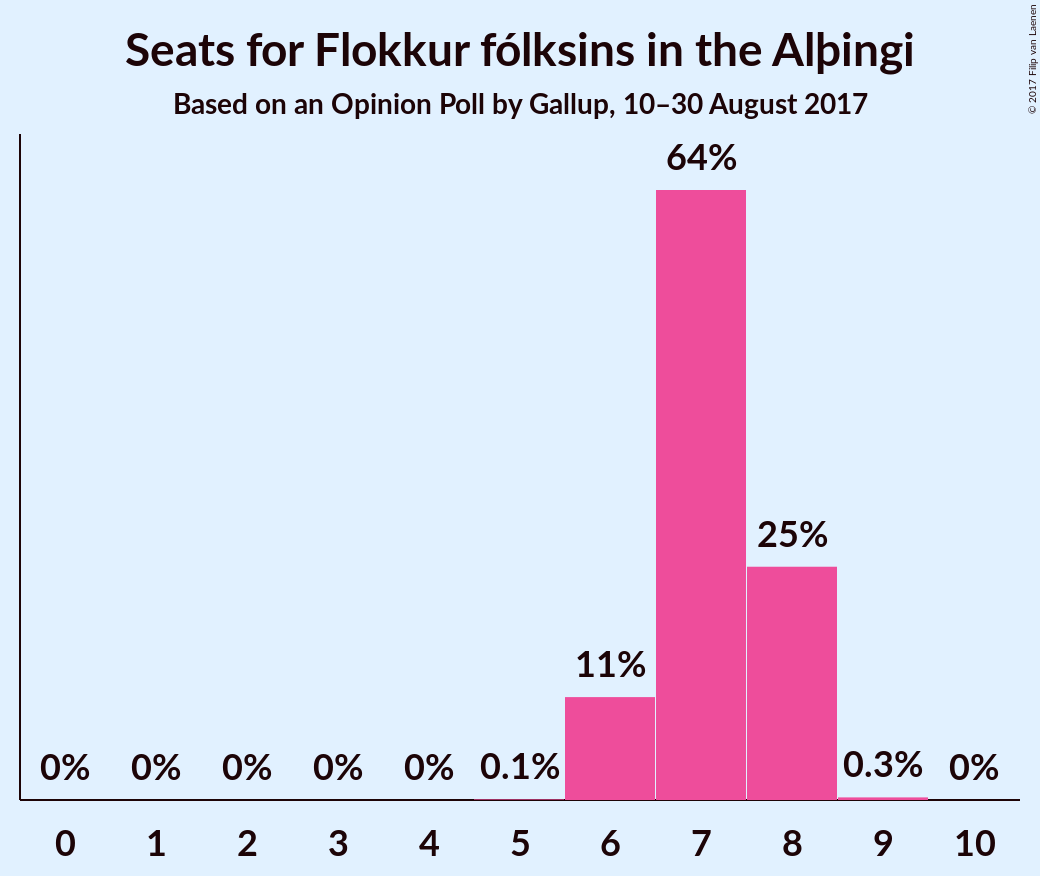 Seats for Flokkur fólksins in the Alþingi
Based on an Opinion Poll by Gallup, 10–30 August 2017
© 2017 Filip van Laenen
64%
25%
11%
0% 0% 0% 0% 0% 0.1% 0.3% 0%
0 1 2 3 4 5 6 7 8 9 10